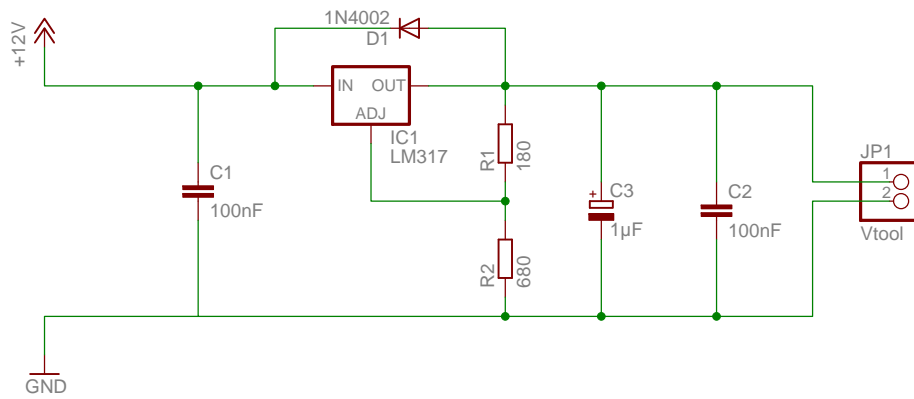 1N4002
D1
+12V
IN OUT
ADJ
IC1
LM317
R1
180
C1
100nF
R2
680
+
C3
1µF
C2
100nF
JP1
1
2
Vtool
GND